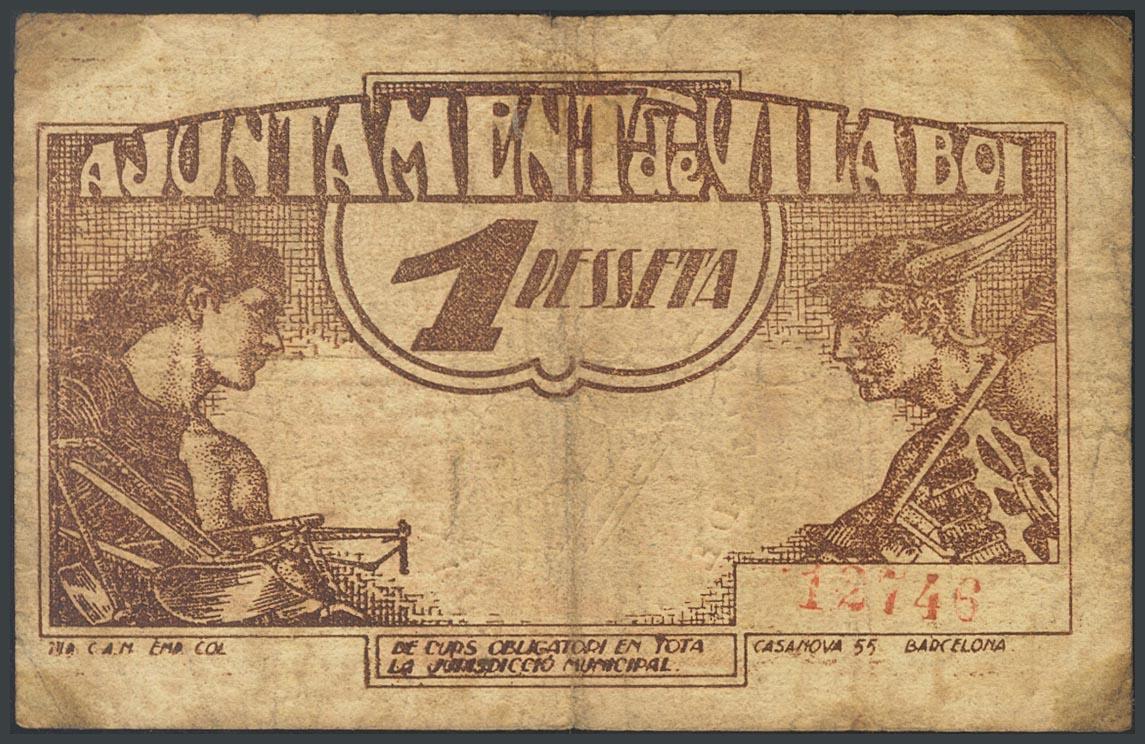 AJUNTAMENT de VILABOI
1 PESSETA
12746
C.A.M. EMP. COL
DE CURS OBLIGATORI EN TOTA
LA JURISDICCIÓ MUNICIPAL.
CASANOVA 55 BARCELONA.